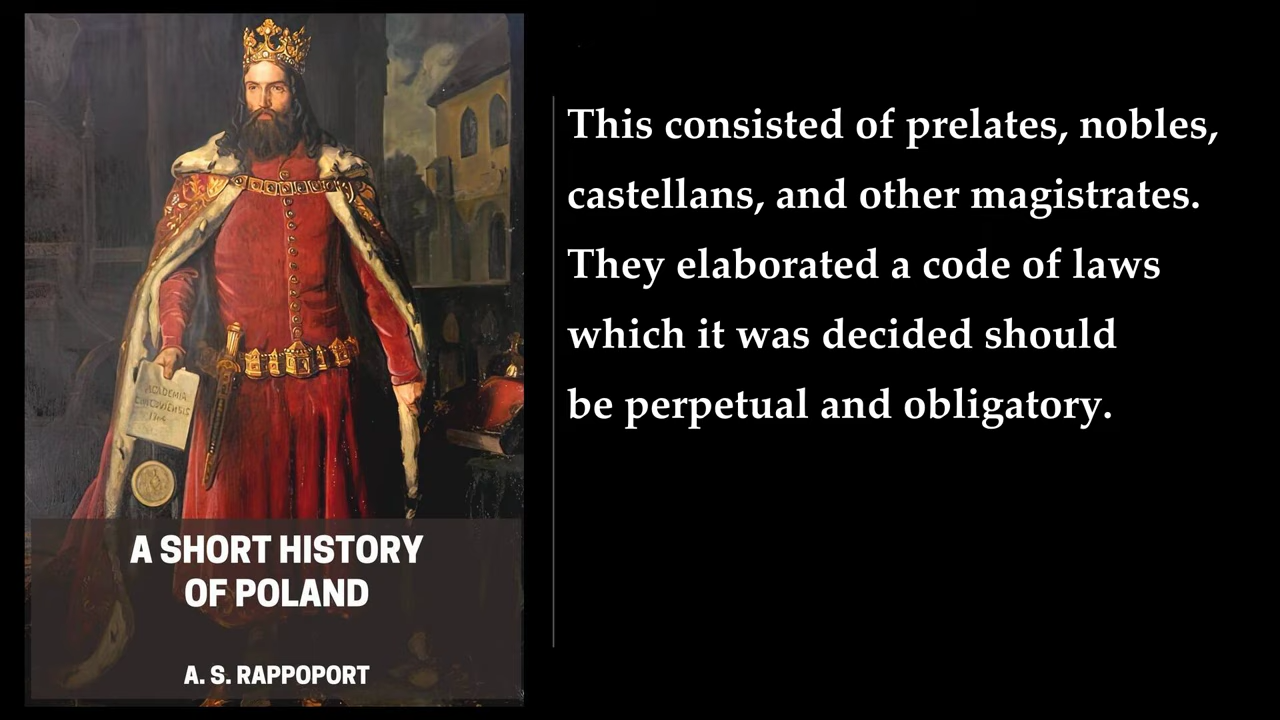 This consisted of prelates, nobles,
castellans, and other magistrates.
They elaborated a code of laws
which it was decided should
be perpetual and obligatory.
ACADEMIA
A SHORT HISTORY
OF POLAND
A. S. RAPPOPORT